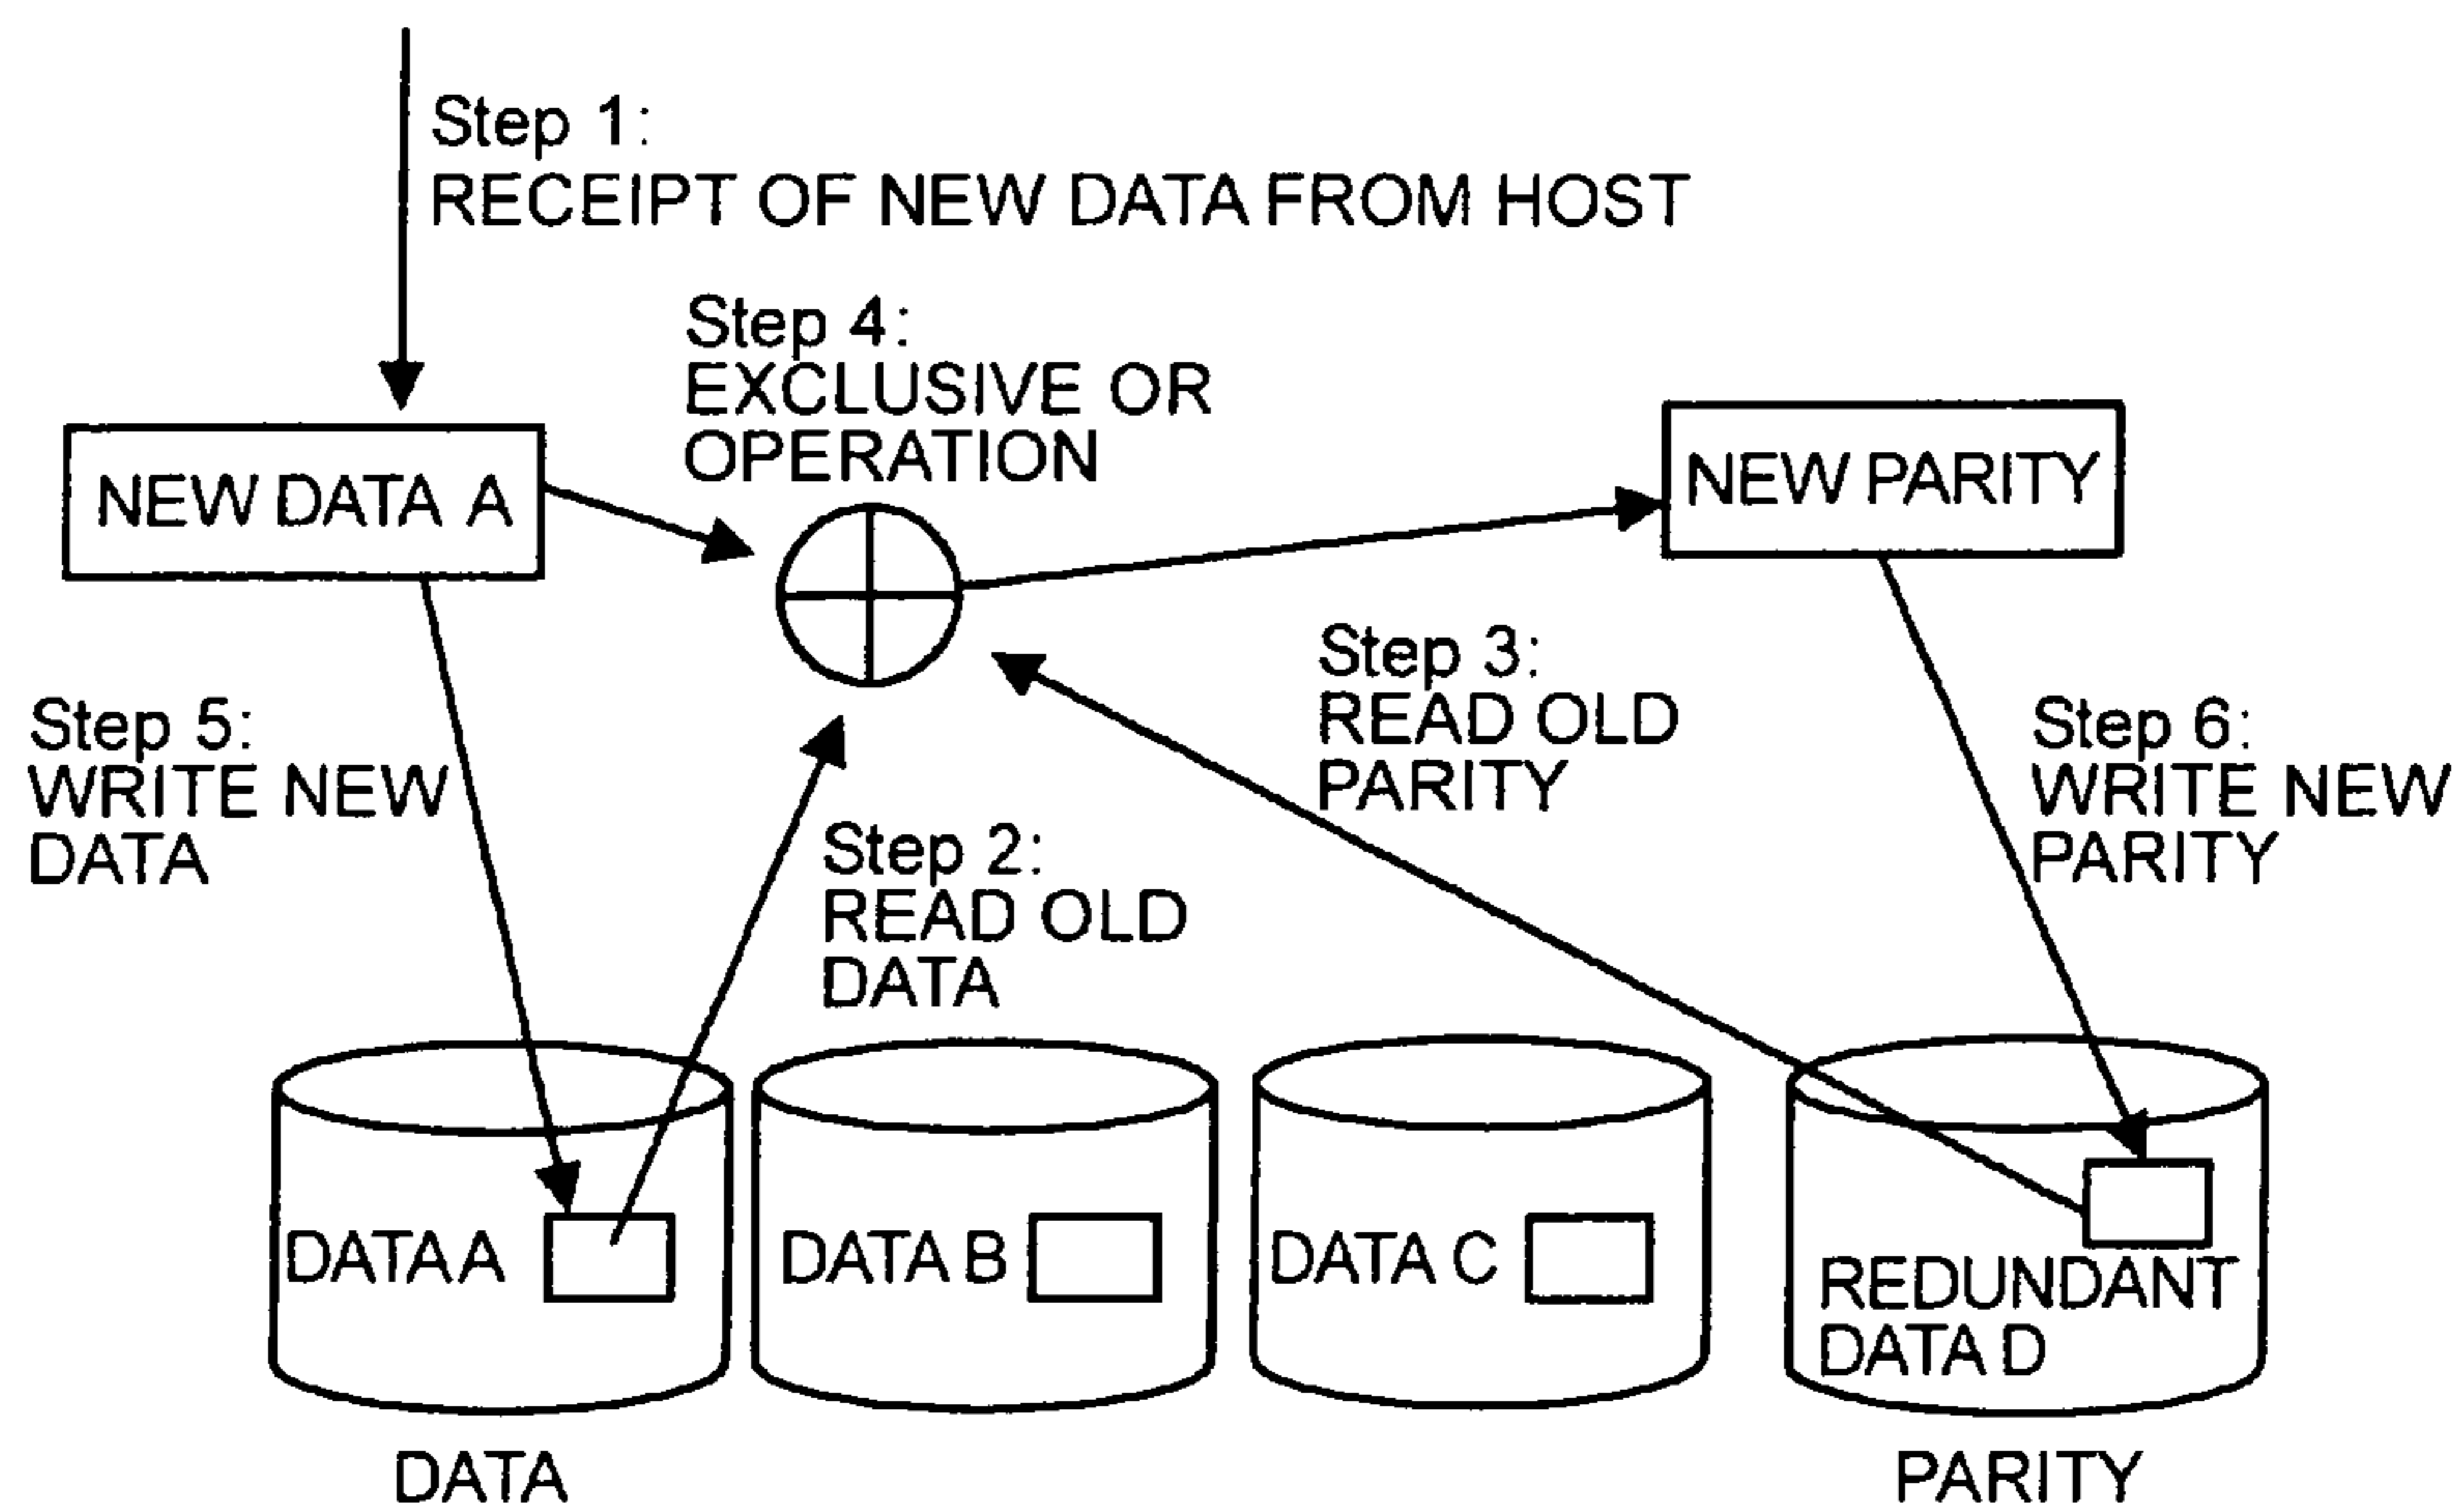 Step 1:
RECEIPT OF NEW DATA FROM HOST
Step 4:
EXCLUSIVE OR
OPERATION
NEW DATA A
NEW PARITY
Step 3:
READ OLD
PARITY
Step 5:
WRITE NEW
DATA
Step 6:
WRITE NEW
PARITY
Step 2:
READ OLD
DATA
DATA A
DATA B
DATA C
REDUNDANT
DATA D
DATA
PARITY